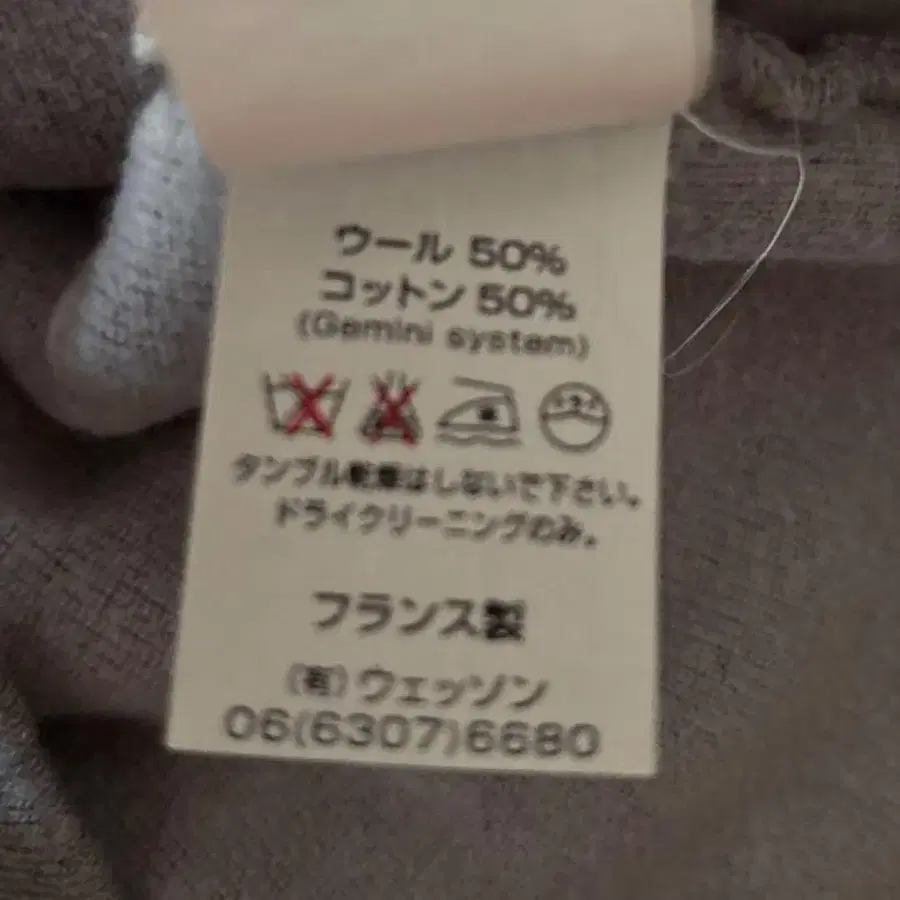 ウール 50%
コットン 50%
(Gemini system)
タンブル乾燥はしないで下さい。
ドライクリーニングのみ。
フランス製
(有)ウェッソン
06(6307)6680